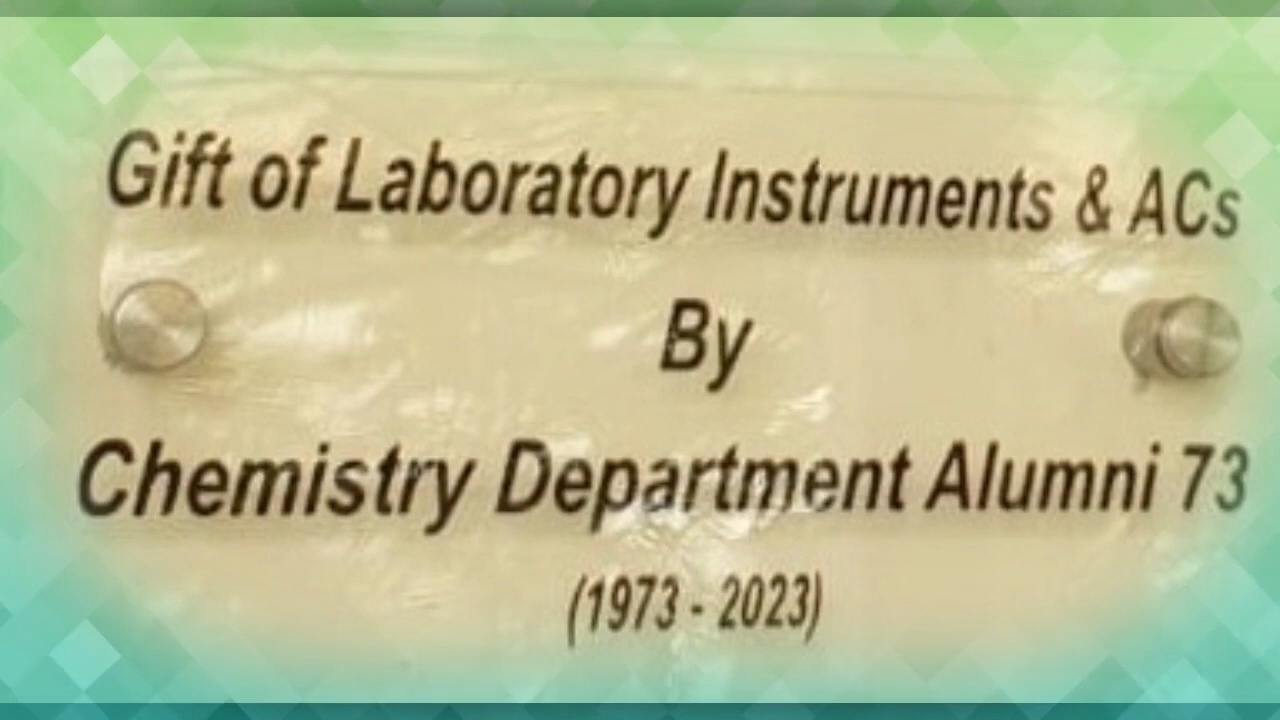 Gift of Laboratory Instruments & ACs
By
Chemistry Department Alumni 73
(1973 - 2023)